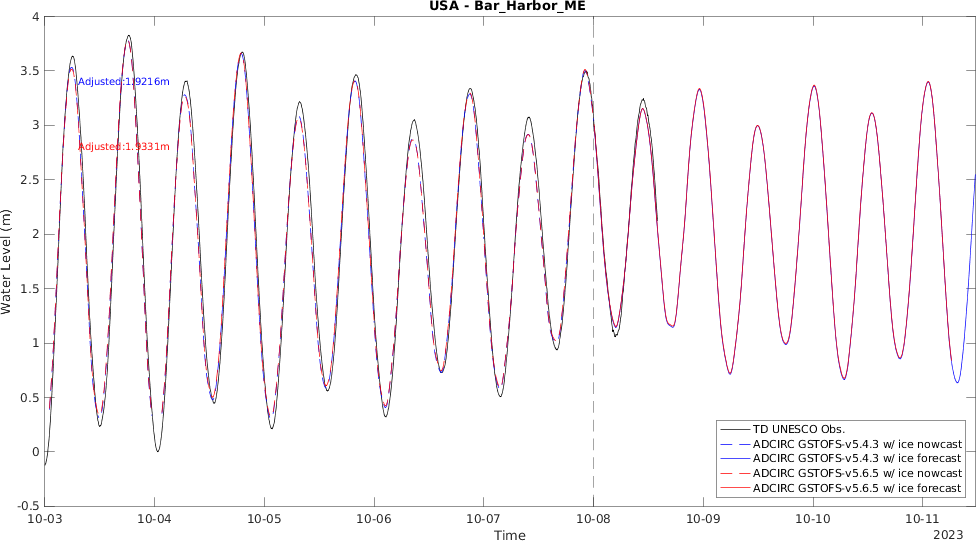 USA - Bar_Harbor_ME
4
3.5
3
2.5
2
1.5
1
0.5
0
-0.5
Water Level (m)
Adjusted:1.9216m
Adjusted:1.9331m
TD UNESCO Obs.
ADCIRC GSTOFS-v5.4.3 w/ ice nowcast
ADCIRC GSTOFS-v5.4.3 w/ ice forecast
ADCIRC GSTOFS-v5.6.5 w/ ice nowcast
ADCIRC GSTOFS-v5.6.5 w/ ice forecast
10-03 10-04 10-05 10-06 10-07 10-08 10-09 10-10 10-11
Time
2023